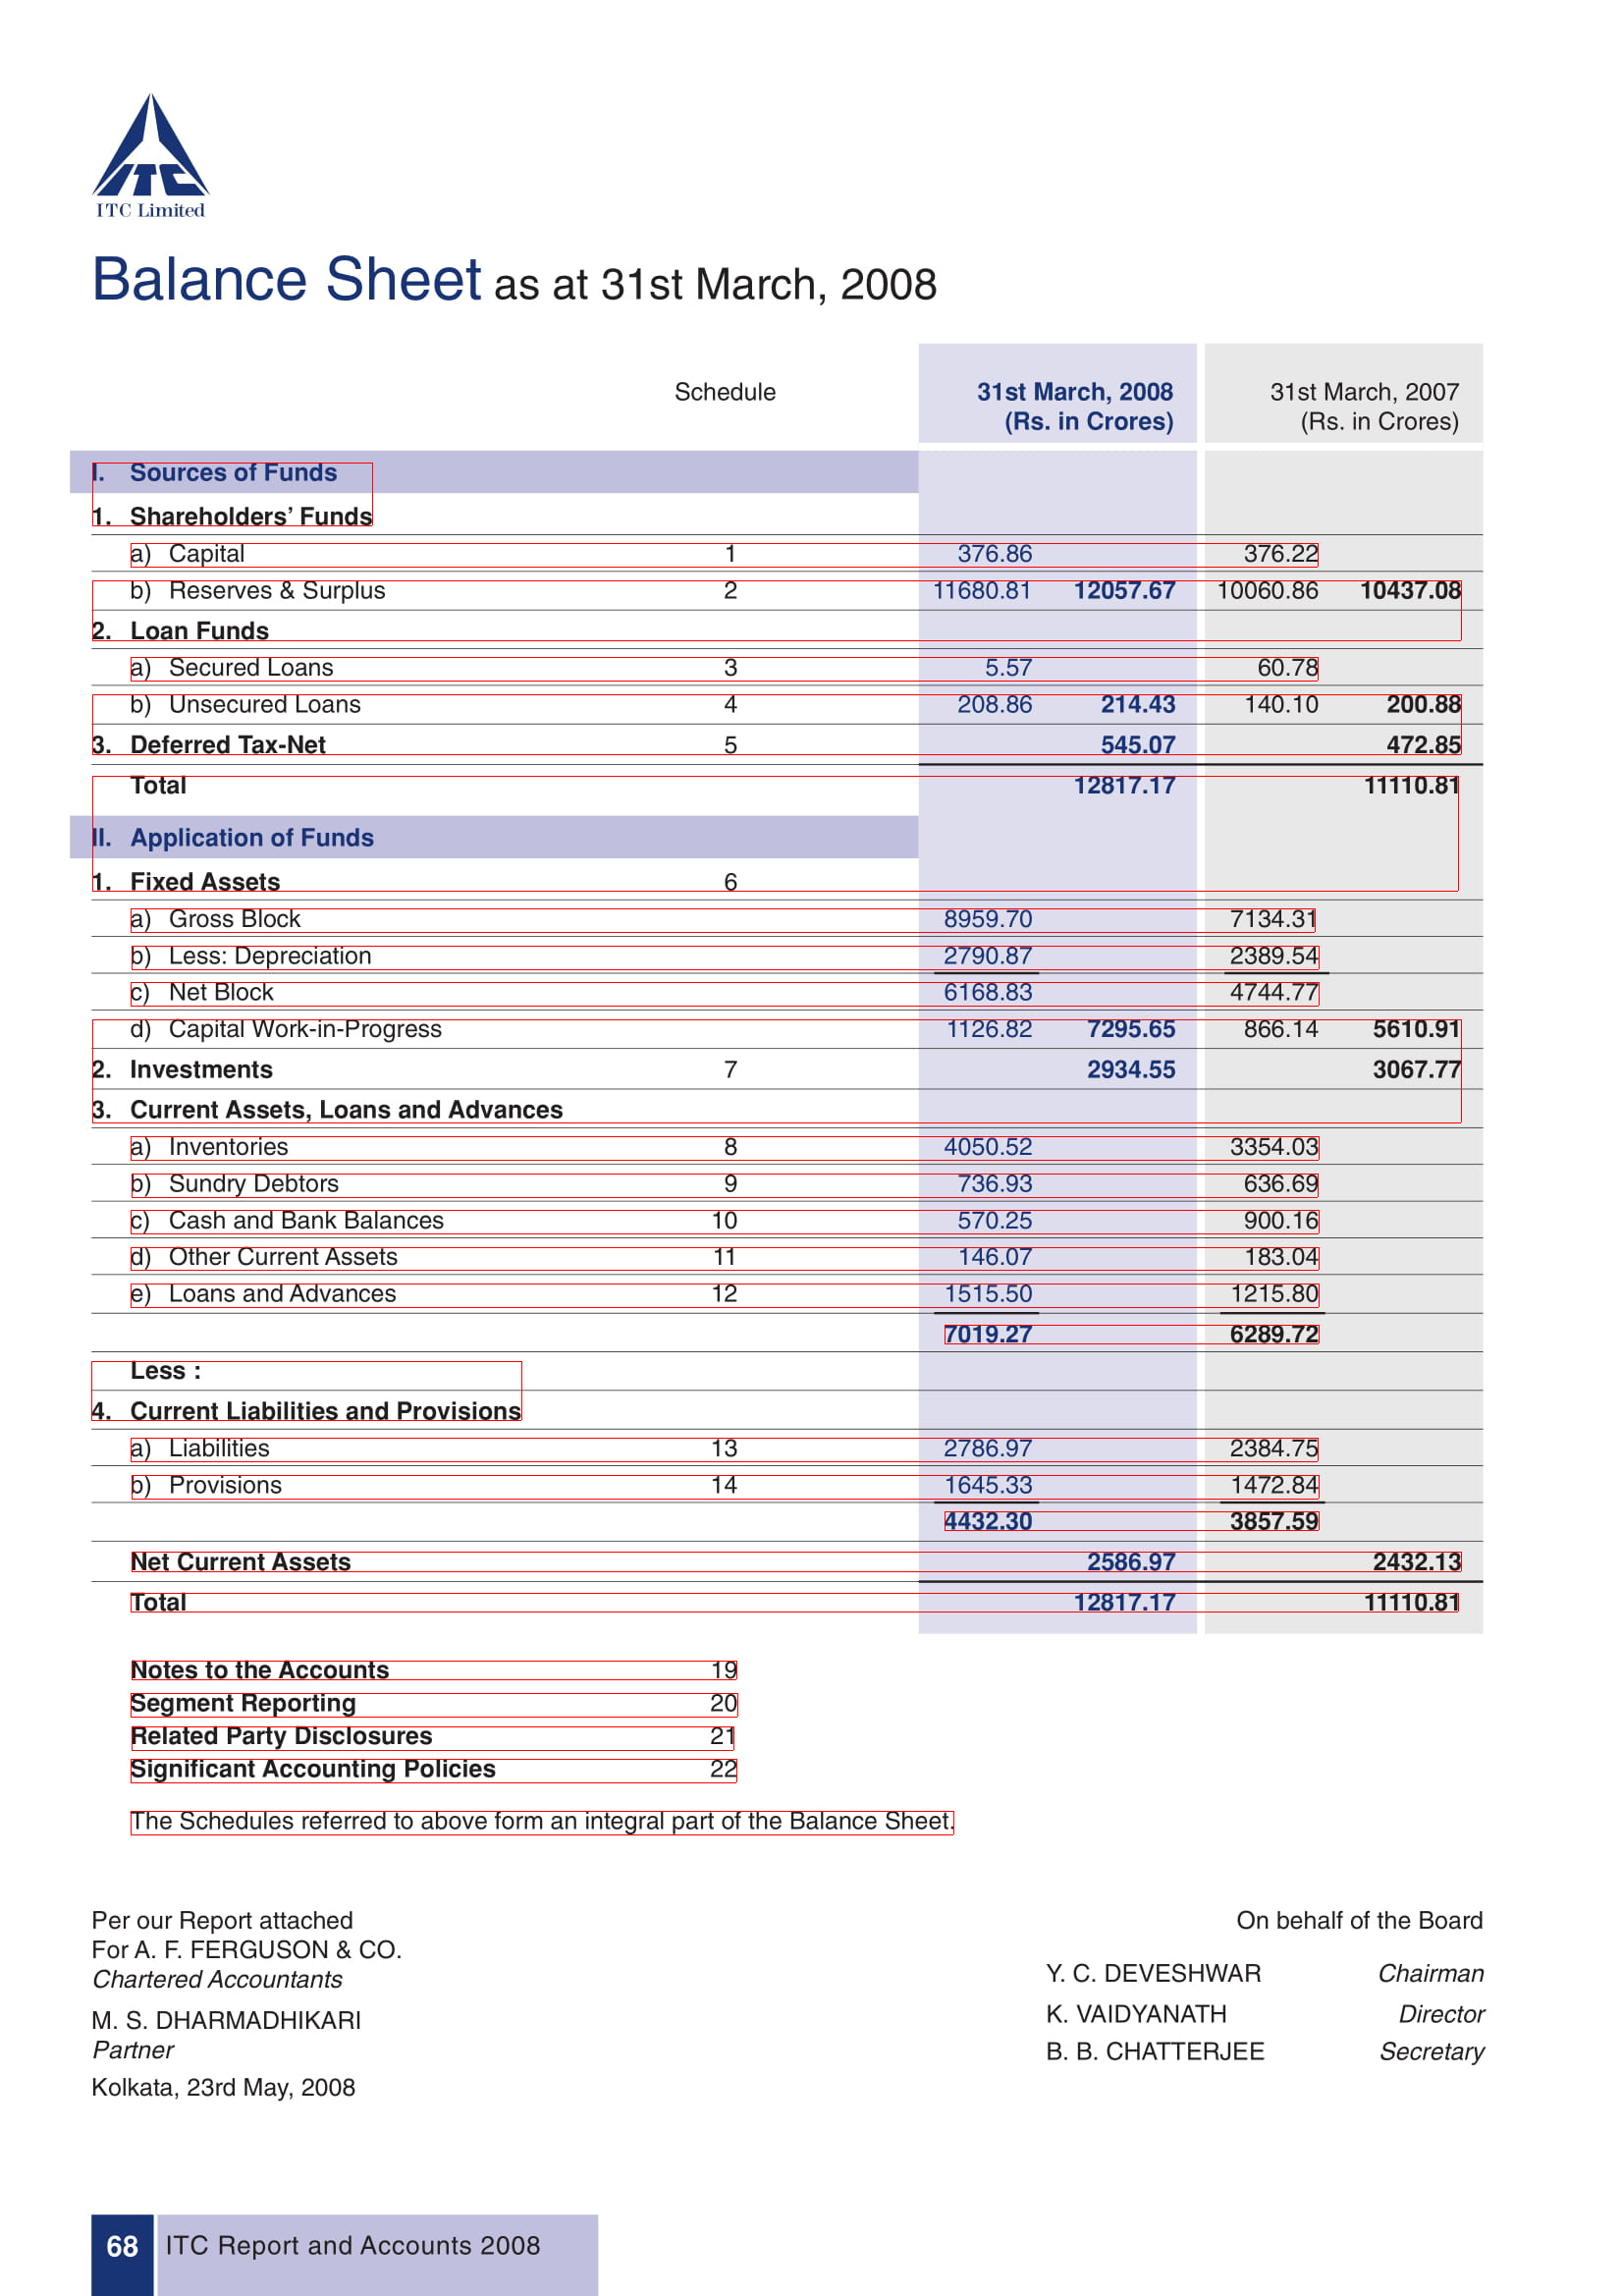 ITC
ITC Limited
Balance Sheet as at 31st March, 2008
Schedule 31st March, 2008 31st March, 2007
(Rs. in Crores) (Rs. in Crores)
I. Sources of Funds
1. Shareholders' Funds
a) Capital 1 376.86 376.22
b) Reserves & Surplus 2 11680.81 12057.67 10060.86 10437.08
2. Loan Funds
a) Secured Loans 3 5.57 60.78
b) Unsecured Loans 4 208.86 214.43 140.10 200.88
3. Deferred Tax-Net 5 545.07 472.85
Total 12817.17 11110.81
II. Application of Funds
1. Fixed Assets 6
a) Gross Block 8959.70 7134.31
b) Less: Depreciation 2790.87 2389.54
c) Net Block 6168.83 4744.77
d) Capital Work-in-Progress 1126.82 7295.65 866.14 5610.91
2. Investments 7 2934.55 3067.77
3. Current Assets, Loans and Advances
a) Inventories 8 4050.52 3354.03
b) Sundry Debtors 9 736.93 636.69
c) Cash and Bank Balances 10 570.25 900.16
d) Other Current Assets 11 146.07 183.04
e) Loans and Advances 12 1515.50 1215.80
7019.27 6289.72
Less :
4. Current Liabilities and Provisions
a) Liabilities 13 2786.97 2384.75
b) Provisions 14 1645.33 1472.84
4432.30 3857.59
Net Current Assets 2586.97 2432.13
Total 12817.17 11110.81
Notes to the Accounts 19
Segment Reporting 20
Related Party Disclosures 21
Significant Accounting Policies 22
The Schedules referred to above form an integral part of the Balance Sheet.
Per our Report attached On behalf of the Board
For A. F. FERGUSON & CO.
Chartered Accountants Y. C. DEVESHWAR Chairman
M. S. DHARMADHIKARI K. VAIDYANATH Director
Partner B. B. CHATTERJEE Secretary
Kolkata, 23rd May, 2008
68 ITC Report and Accounts 2008